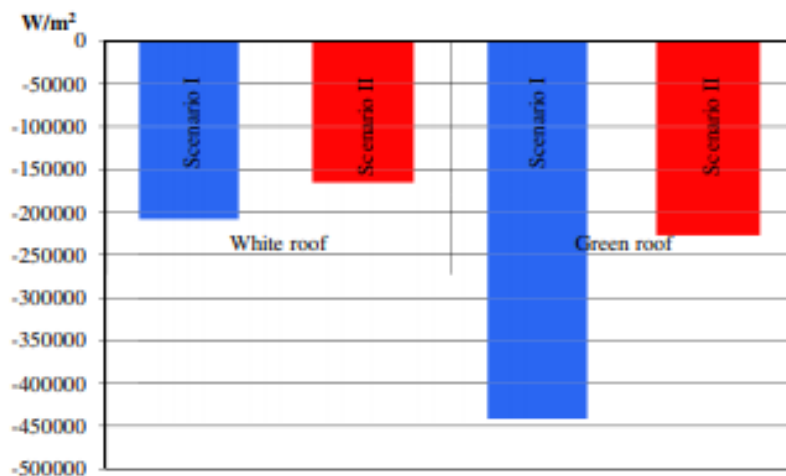 W/m²
0
-50000
-100000
-150000
-200000
-250000
-300000
-350000
-400000
-450000
-500000
Scenario I
Scenario II
Scenario I
Scenario II
White roof
Green roof